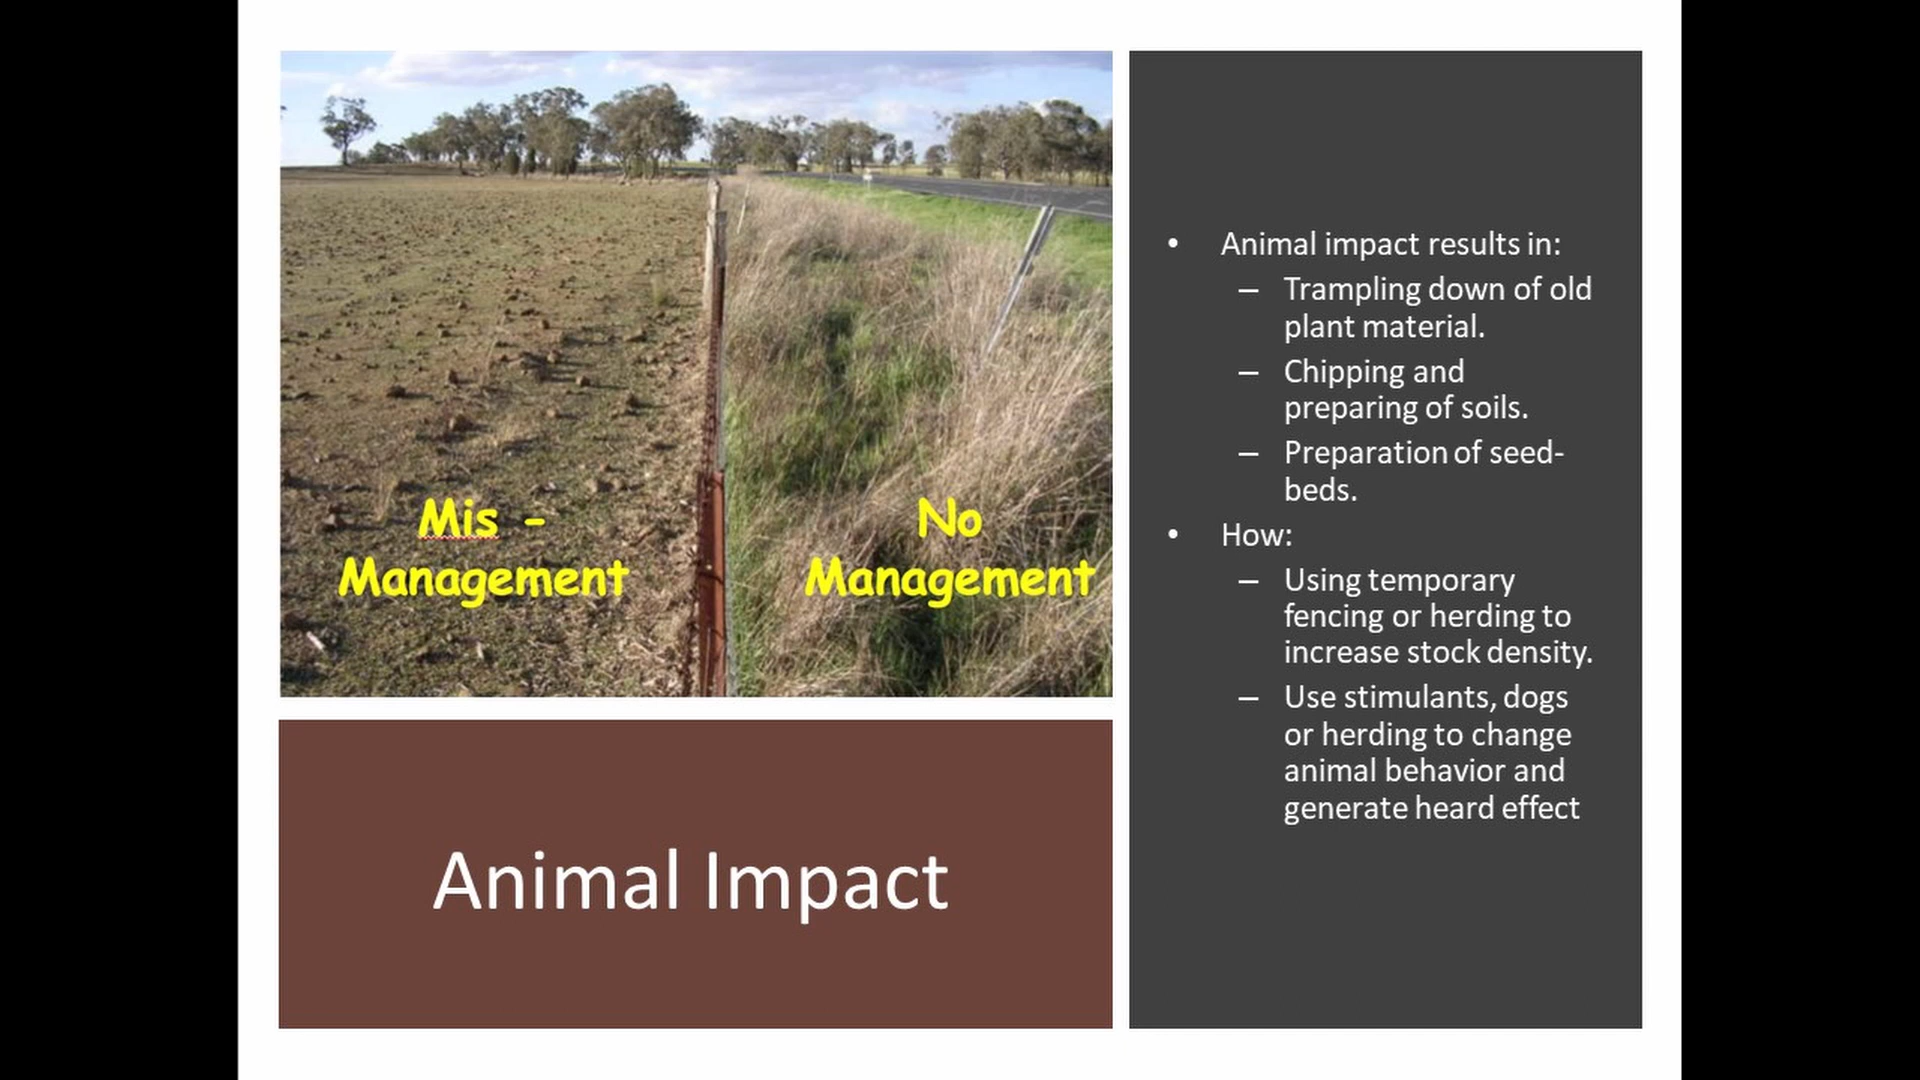 Mis -
Management
No
Management
Animal Impact
• Animal impact results in:
– Trampling down of old
plant material.
– Chipping and
preparing of soils.
– Preparation of seed-
beds.
• How:
– Using temporary
fencing or herding to
increase stock density.
– Use stimulants, dogs
or herding to change
animal behavior and
generate heard effect